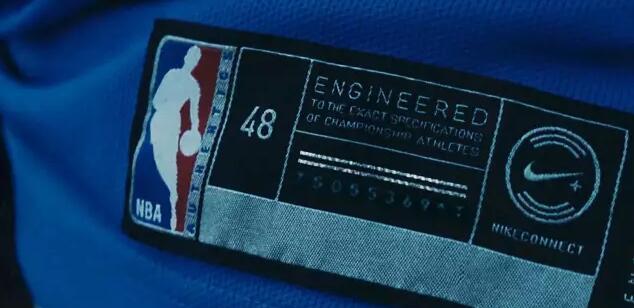 NBA
AUTHENTICS
48
ENGINEERED
TO THE EXACT SPECIFICATIONS
OF CHAMPIONSHIP ATHLETES
NIKECONNECT